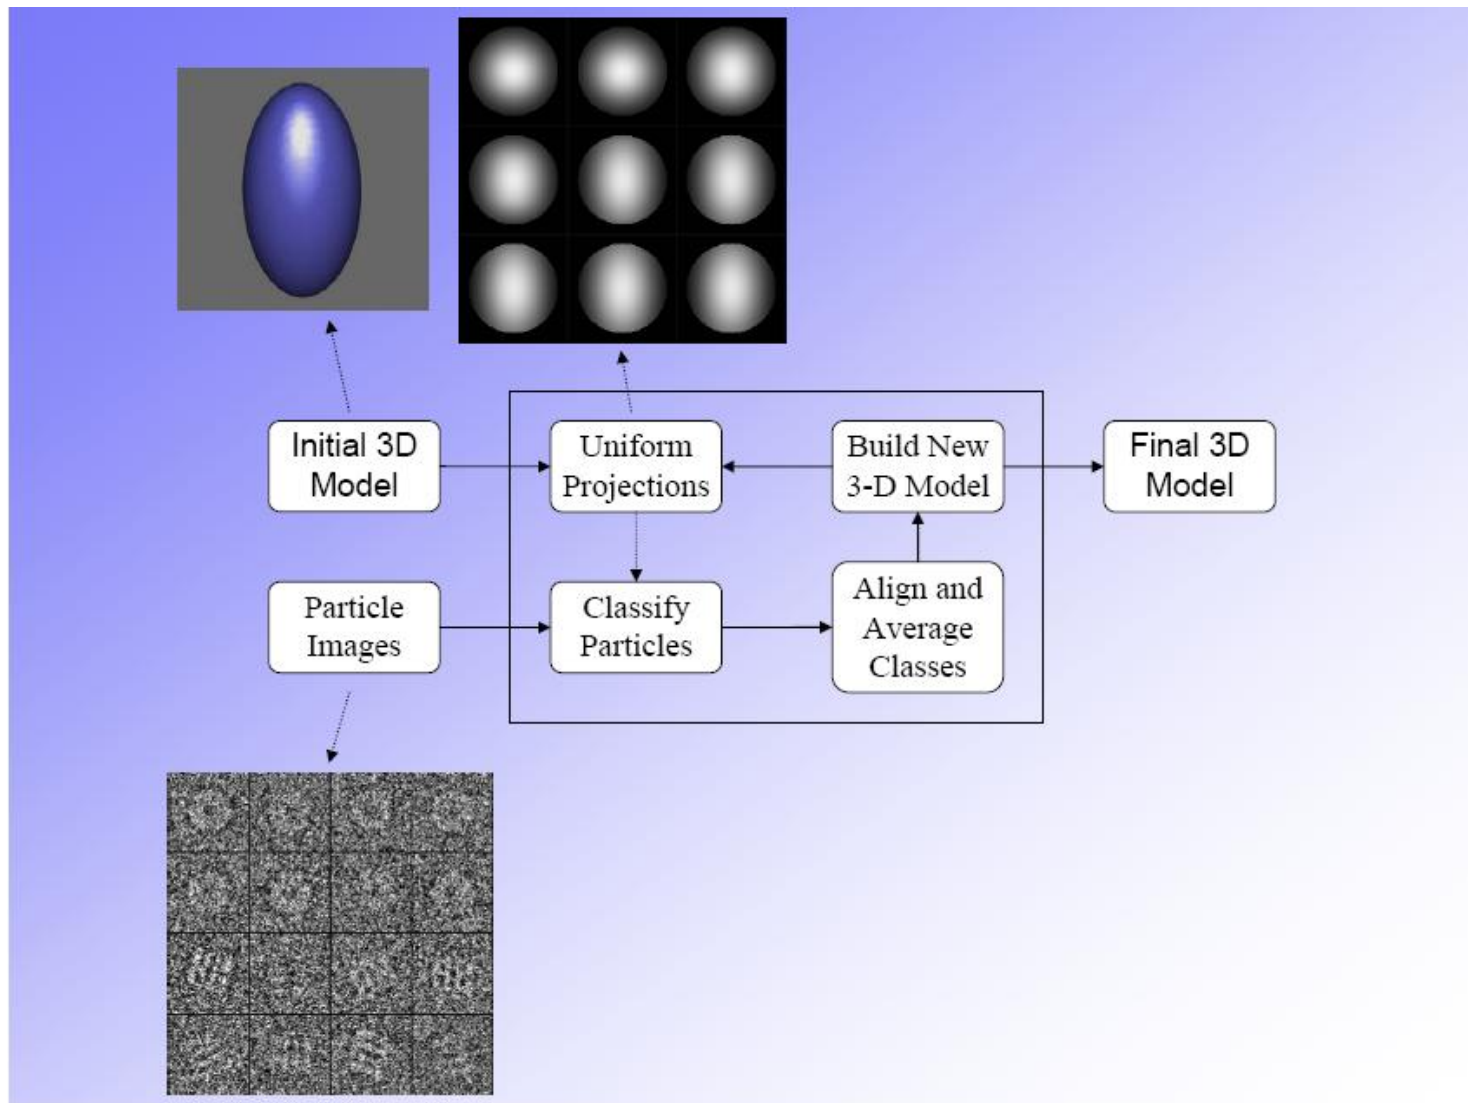 Initial 3D
Model
Uniform
Projections
Build New
3-D Model
Final 3D
Model
Particle
Images
Classify
Particles
Align and
Average
Classes